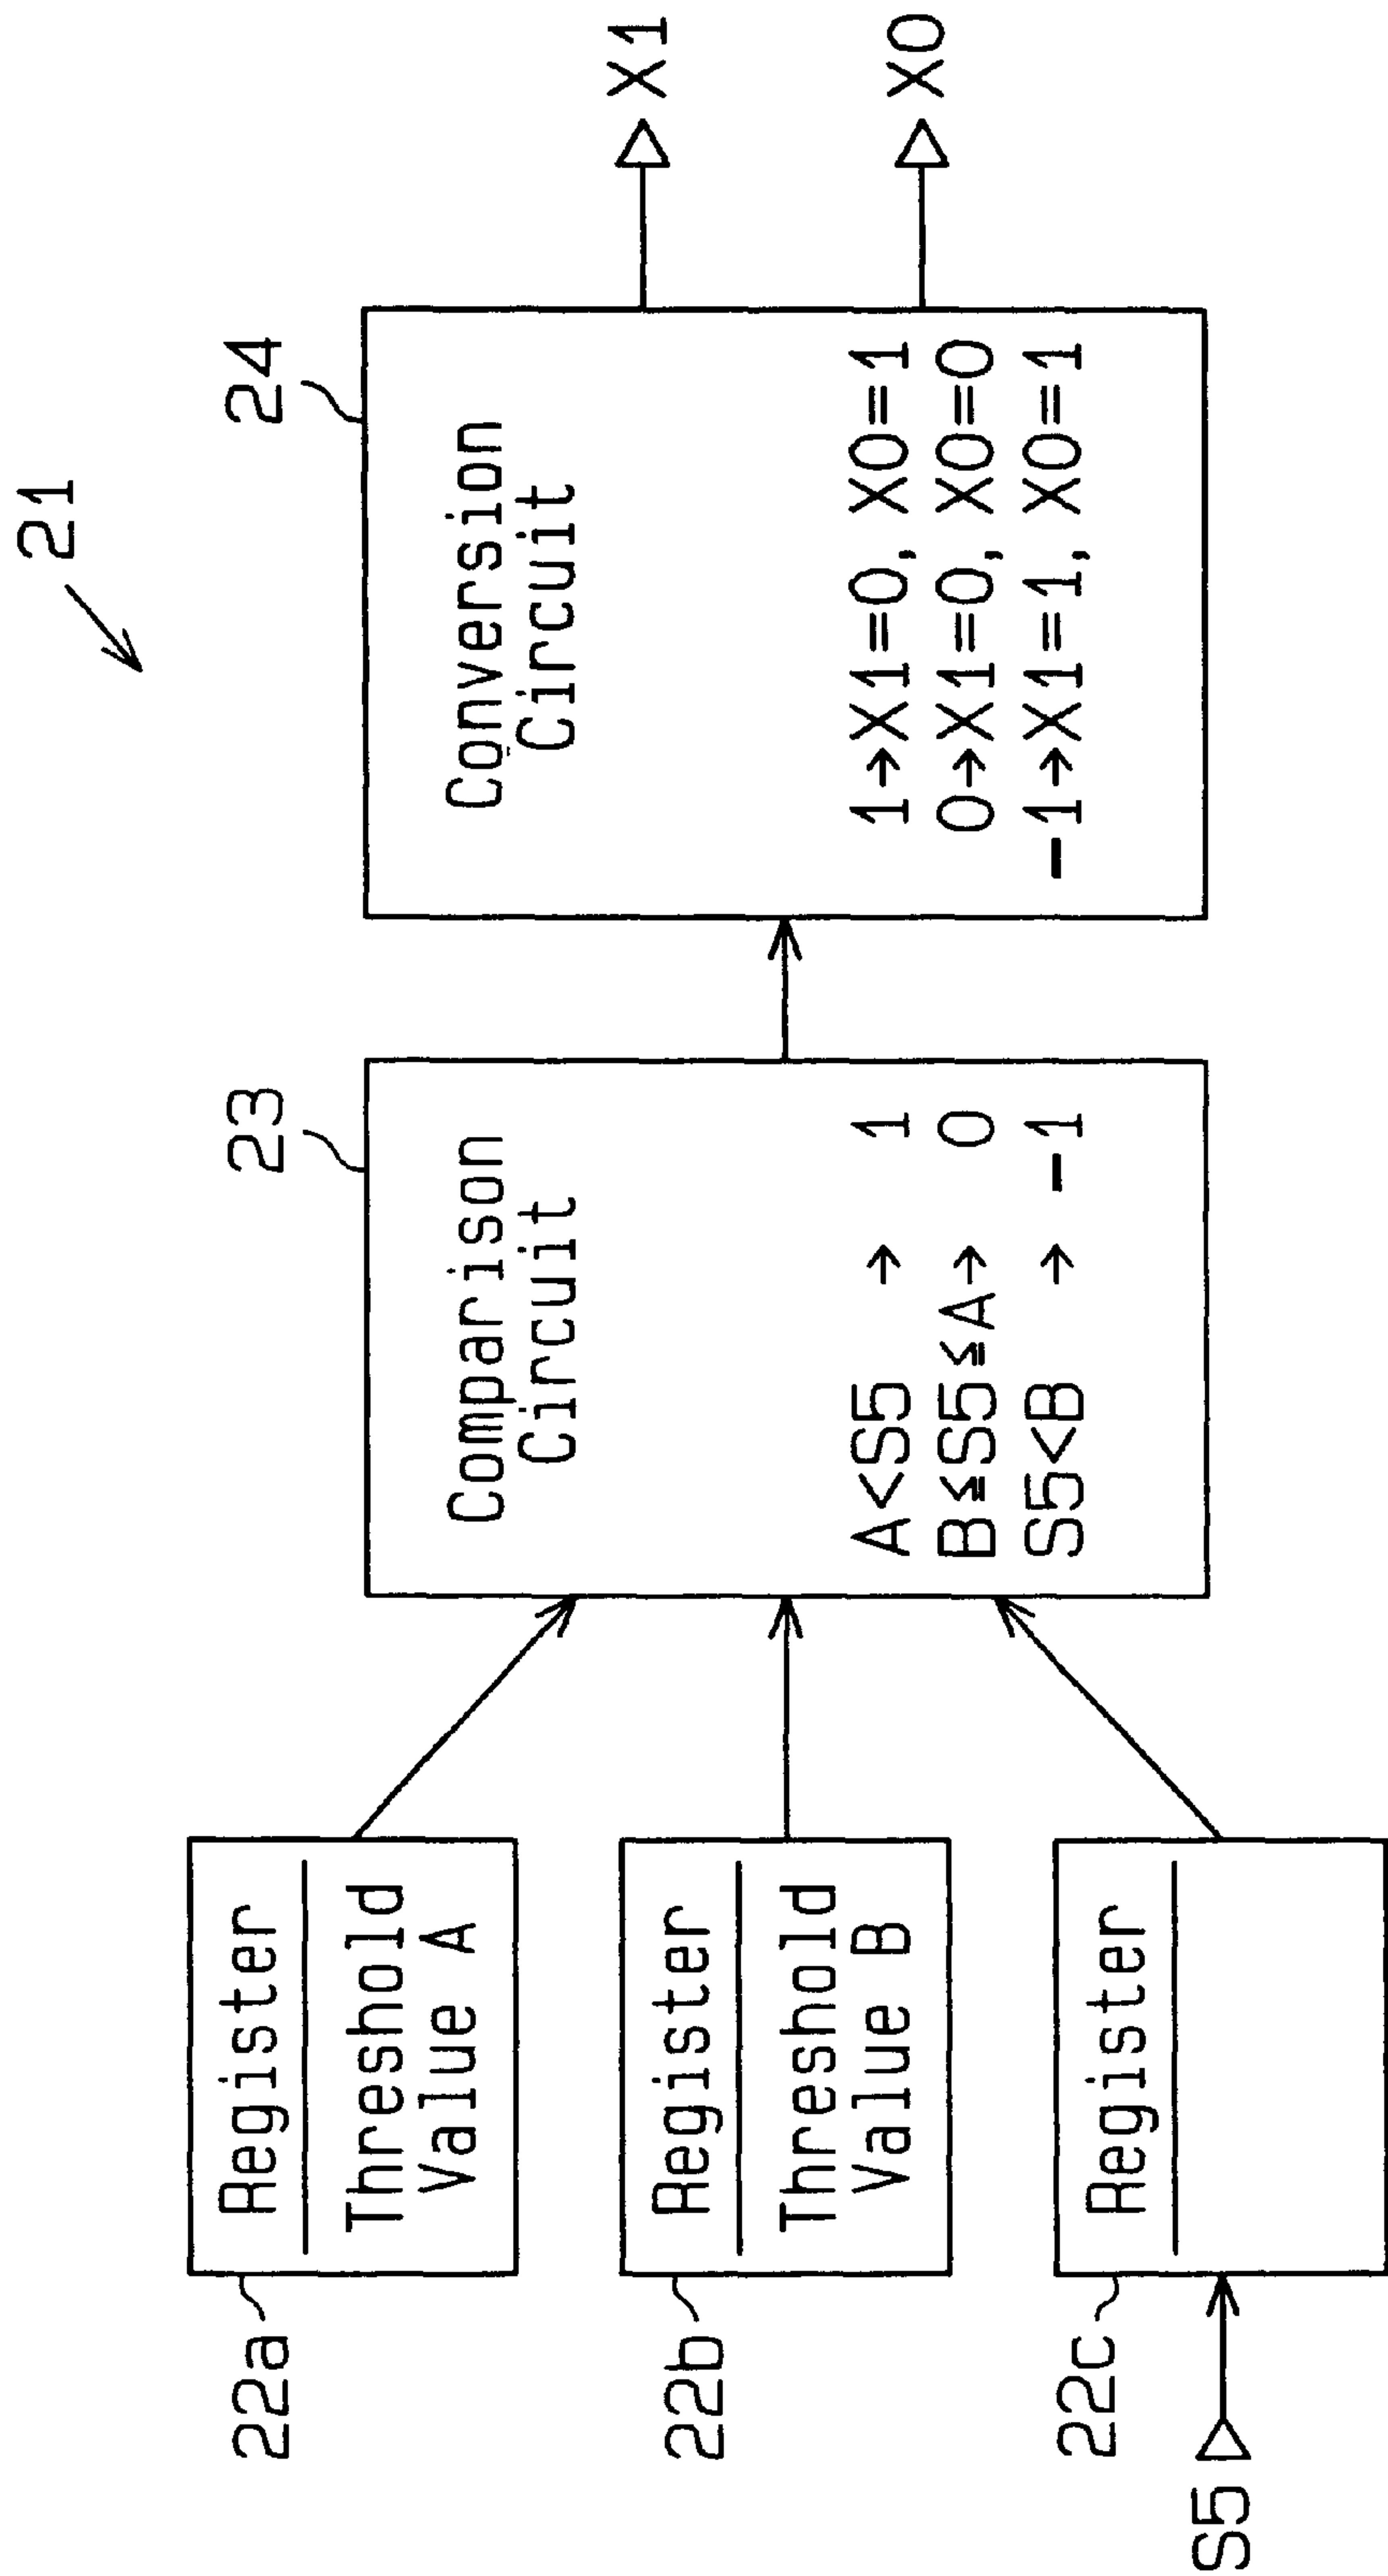 21
22a
Register
Threshold
Value A
22b
Register
Threshold
Value B
S5
22c
Register
23
Comparison
Circuit
A<S5 → 1
B≦S5≦A→ 0
S5<B → -1
24
Conversion
Circuit
1→X1=0, X0=1
0→X1=0, X0=0
-1→X1=1, X0=1
X1
X0